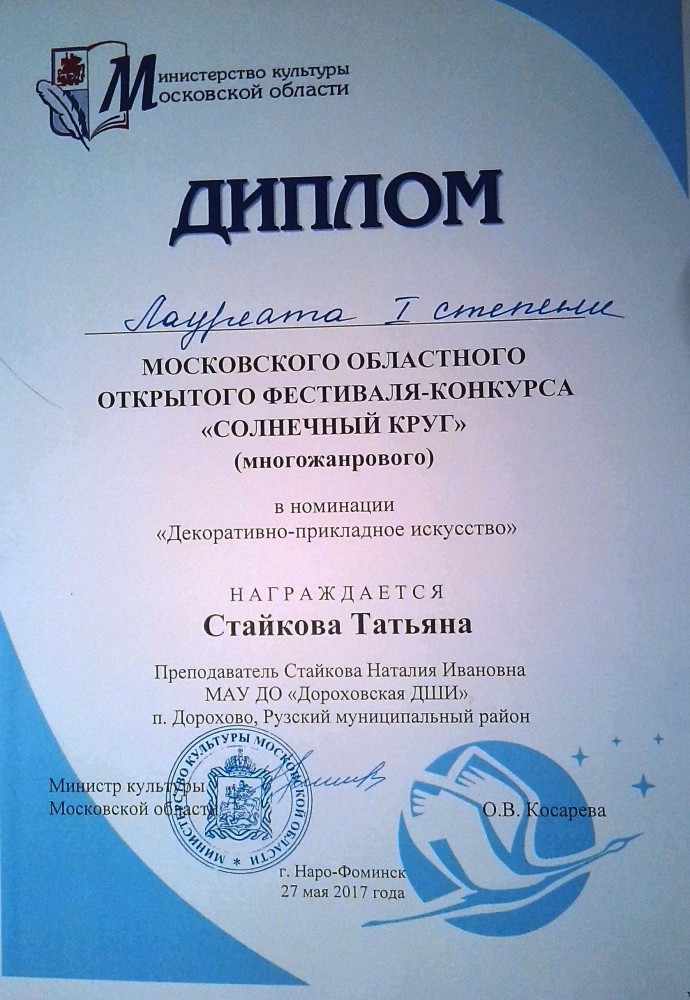 Министерство культуры
Московской области
ДИПЛОМ
Лауреата I степени
МОСКОВСКОГО ОБЛАСТНОГО
ОТКРЫТОГО ФЕСТИВАЛЯ-КОНКУРСА
«СОЛНЕЧНЫЙ КРУГ»
(многожанрового)
в номинации
«Декоративно-прикладное искусство»
НАГРАЖДАЕТСЯ
Стайкова Татьяна
Преподаватель Стайкова Наталия Ивановна
МАУ ДО «Дороховская ДШИ»
п. Дорохово, Рузский муниципальный район
МИНИСТЕРСТВО КУЛЬТУРЫ МОСКОВСКОЙ ОБЛАСТИ *
Министр культуры
Московской области О.В. Косарева
г. Наро-Фоминск
27 мая 2017 года